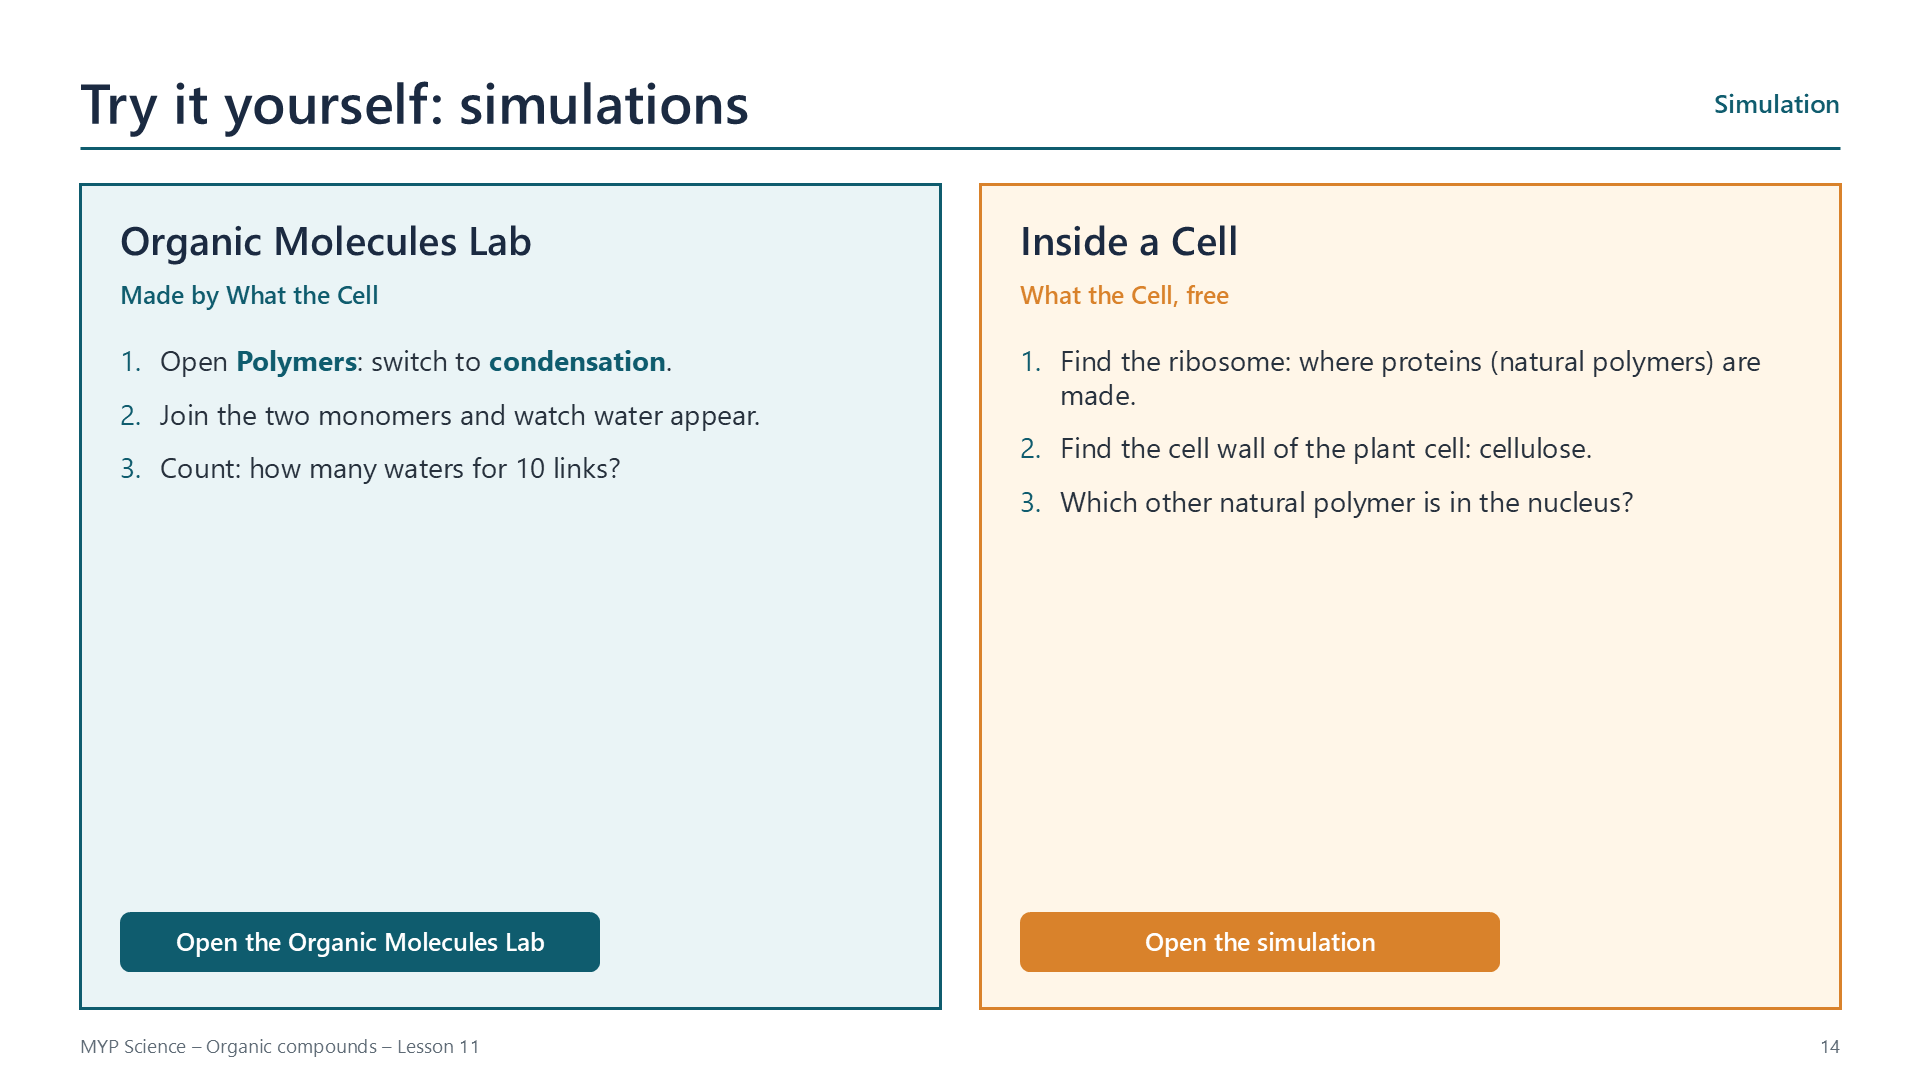 Try it yourself: simulations
Simulation
Organic Molecules Lab
Made by What the Cell
1. Open Polymers: switch to condensation.
2. Join the two monomers and watch water appear.
3. Count: how many waters for 10 links?
Open the Organic Molecules Lab
Inside a Cell
What the Cell, free
1. Find the ribosome: where proteins (natural polymers) are
made.
2. Find the cell wall of the plant cell: cellulose.
3. Which other natural polymer is in the nucleus?
Open the simulation
MYP Science – Organic compounds – Lesson 11
14